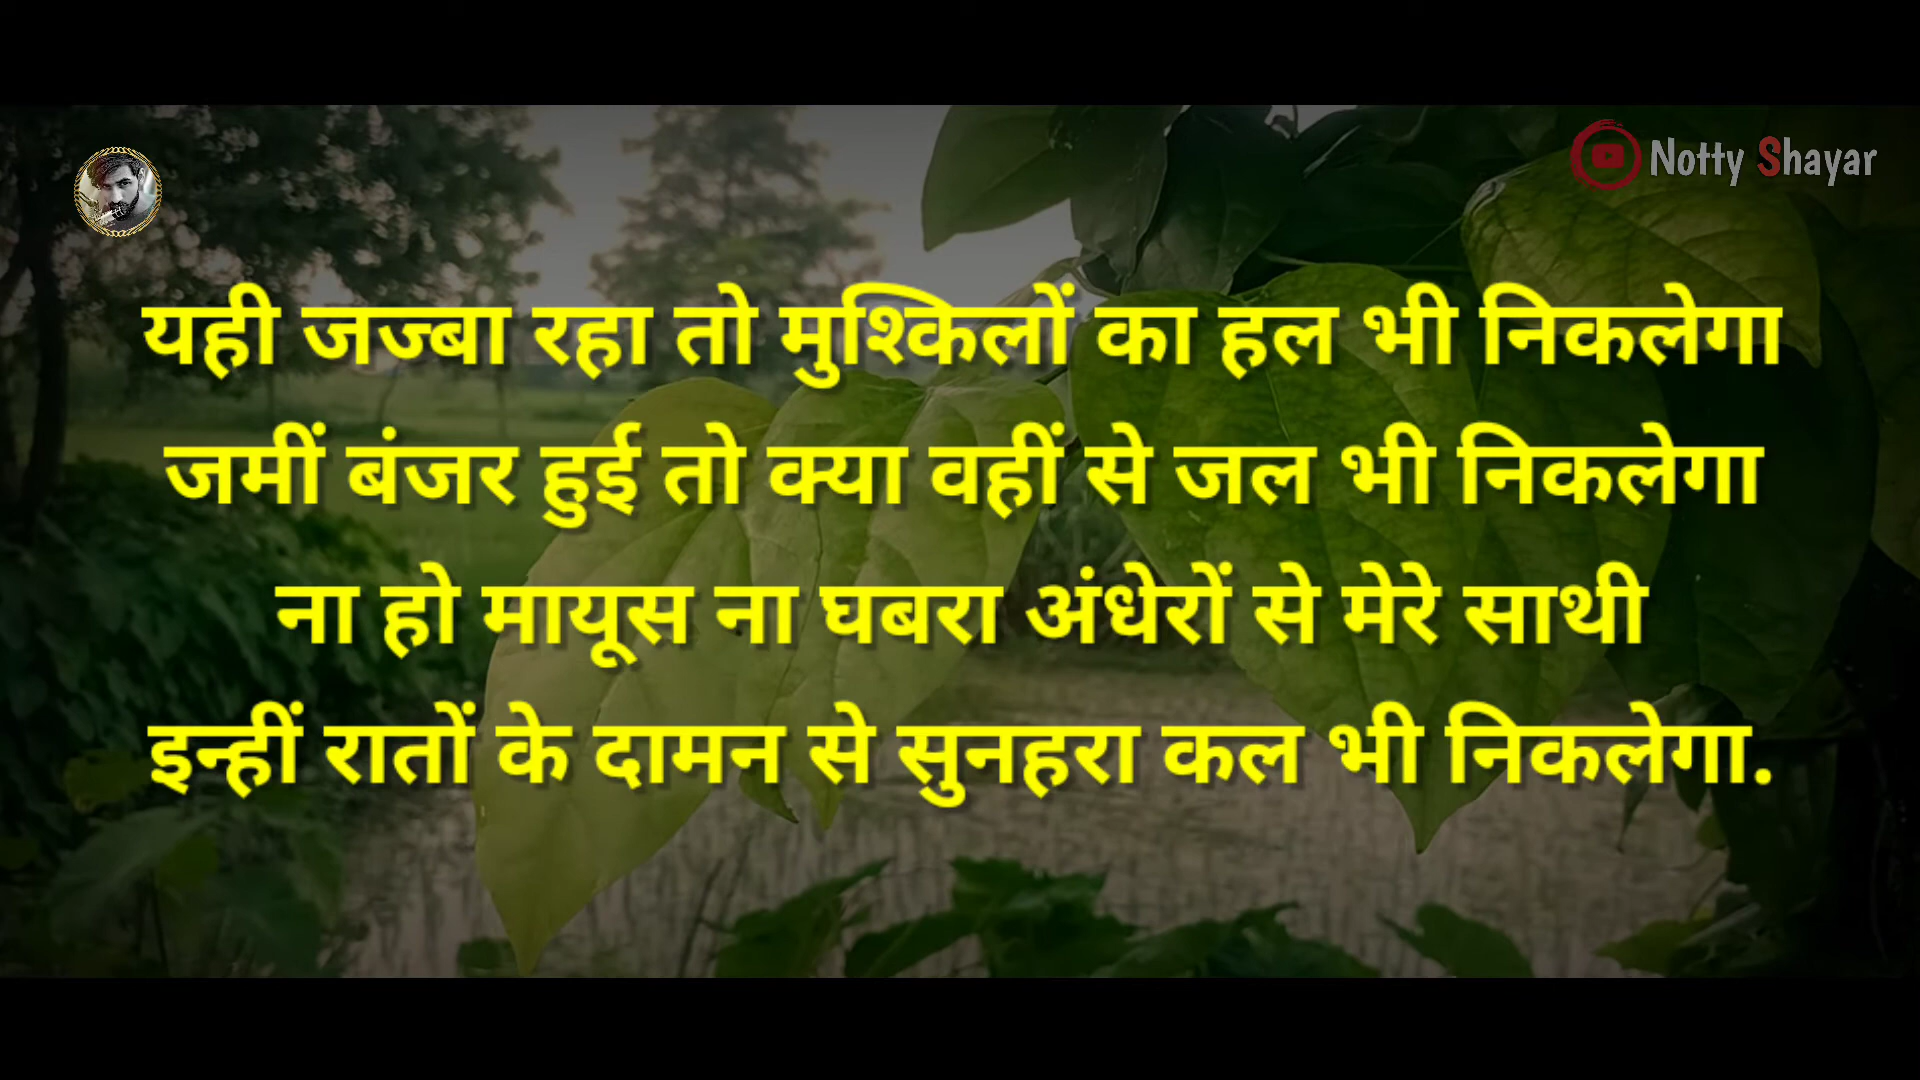 Notty Shayar
यही जज्बा रहा तो मुश्किलों का हल भी निकलेगा
जमीं बंजर हुई तो क्या वहीं से जल भी निकलेगा
ना हो मायूस ना घबरा अंधेरों से मेरे साथी
इन्हीं रातों के दामन से सुनहरा कल भी निकलेगा.